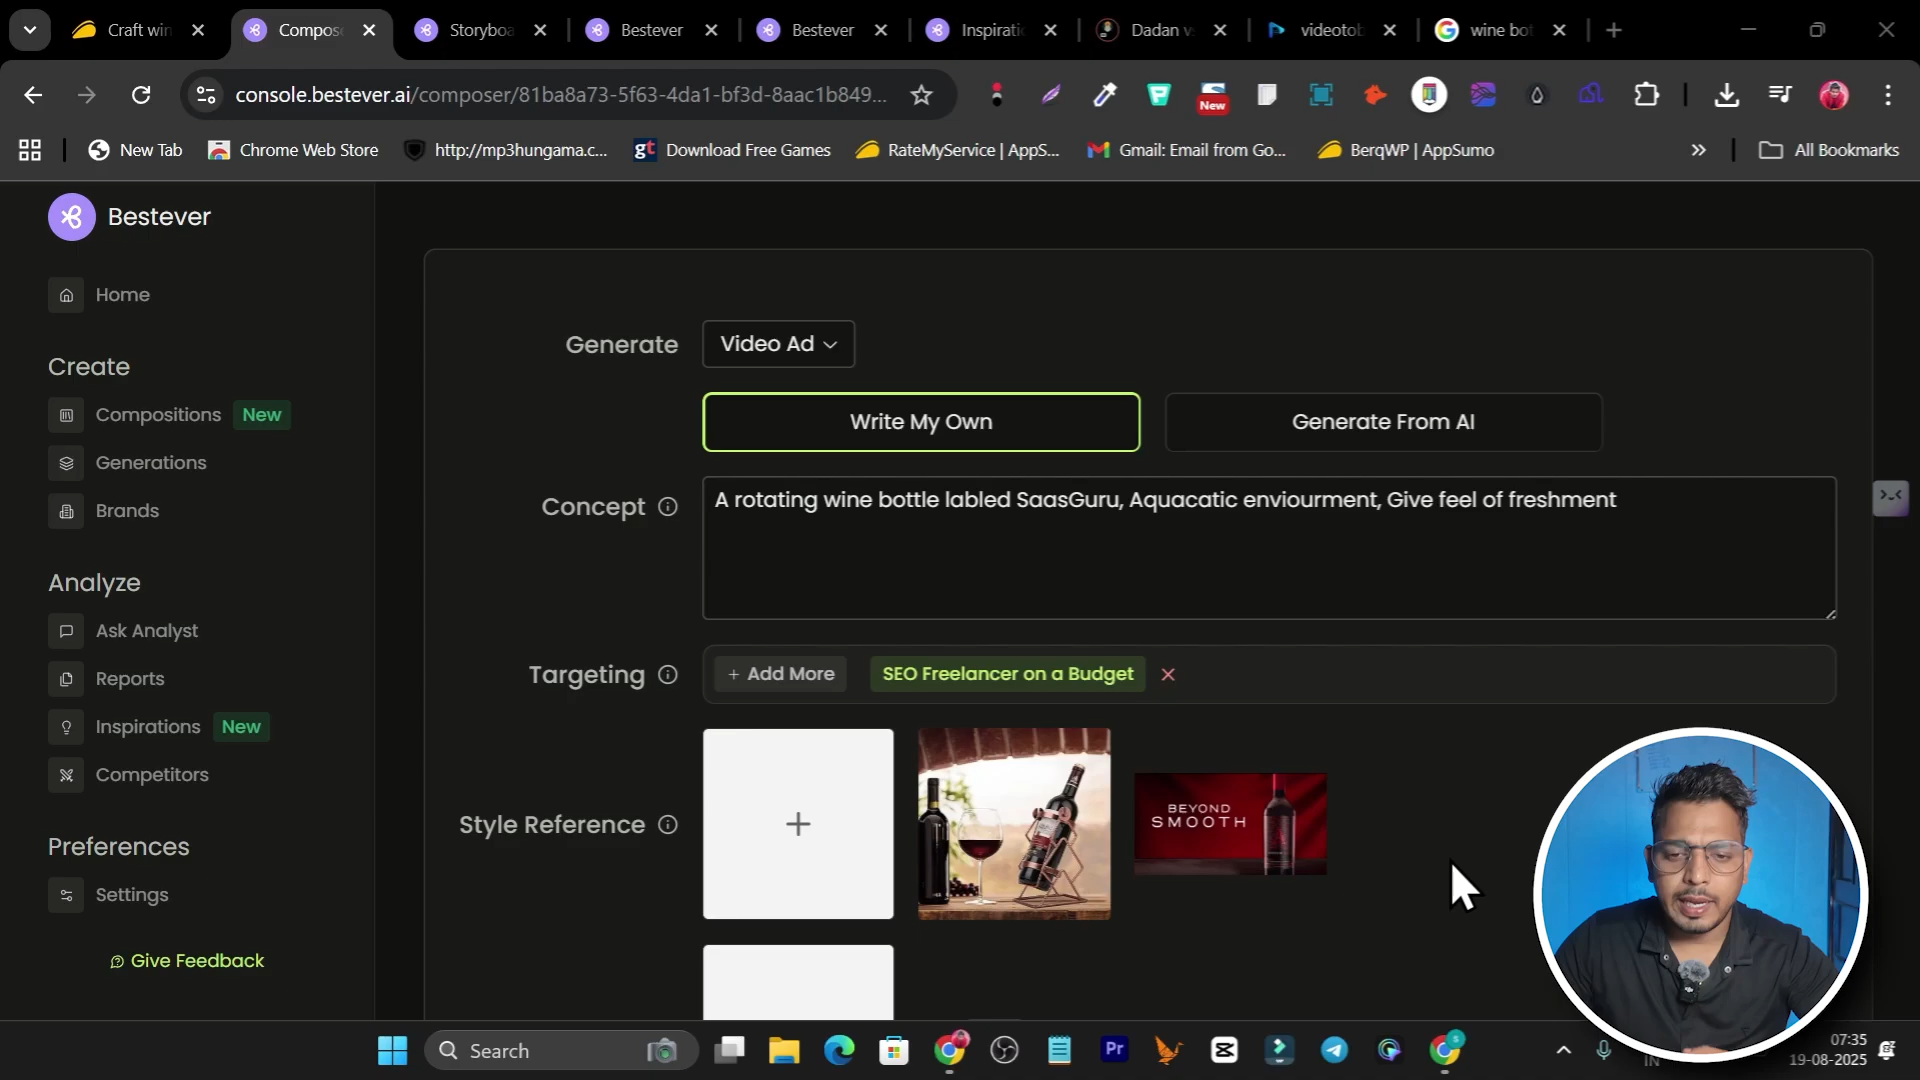 Craft win
Compos
Storyboa
Bestever
Bestever
Inspirati
Dadan v
videotob
wine bot
console.bestever.ai/composer/81ba8a73-5f63-4da1-bf3d-8aac1b849...
New
New Tab
Chrome Web Store
http://mp3hungama.c...
gt
Download Free Games
RateMyService | AppS...
Gmail: Email from Go...
BerqWP | AppSumo
All Bookmarks
Bestever
Home
Create
Compositions New
Generations
Brands
Analyze
Ask Analyst
Reports
Inspirations New
Competitors
Preferences
Settings
Give Feedback
Generate
Video Ad
Write My Own
Generate From AI
Concept
A rotating wine bottle labled SaasGuru, Aquacatic enviourment, Give feel of freshment
Targeting
+ Add More
SEO Freelancer on a Budget
Style Reference
BEYOND
SMOOTH
Search
Pr
IN
07:35
19-08-2025